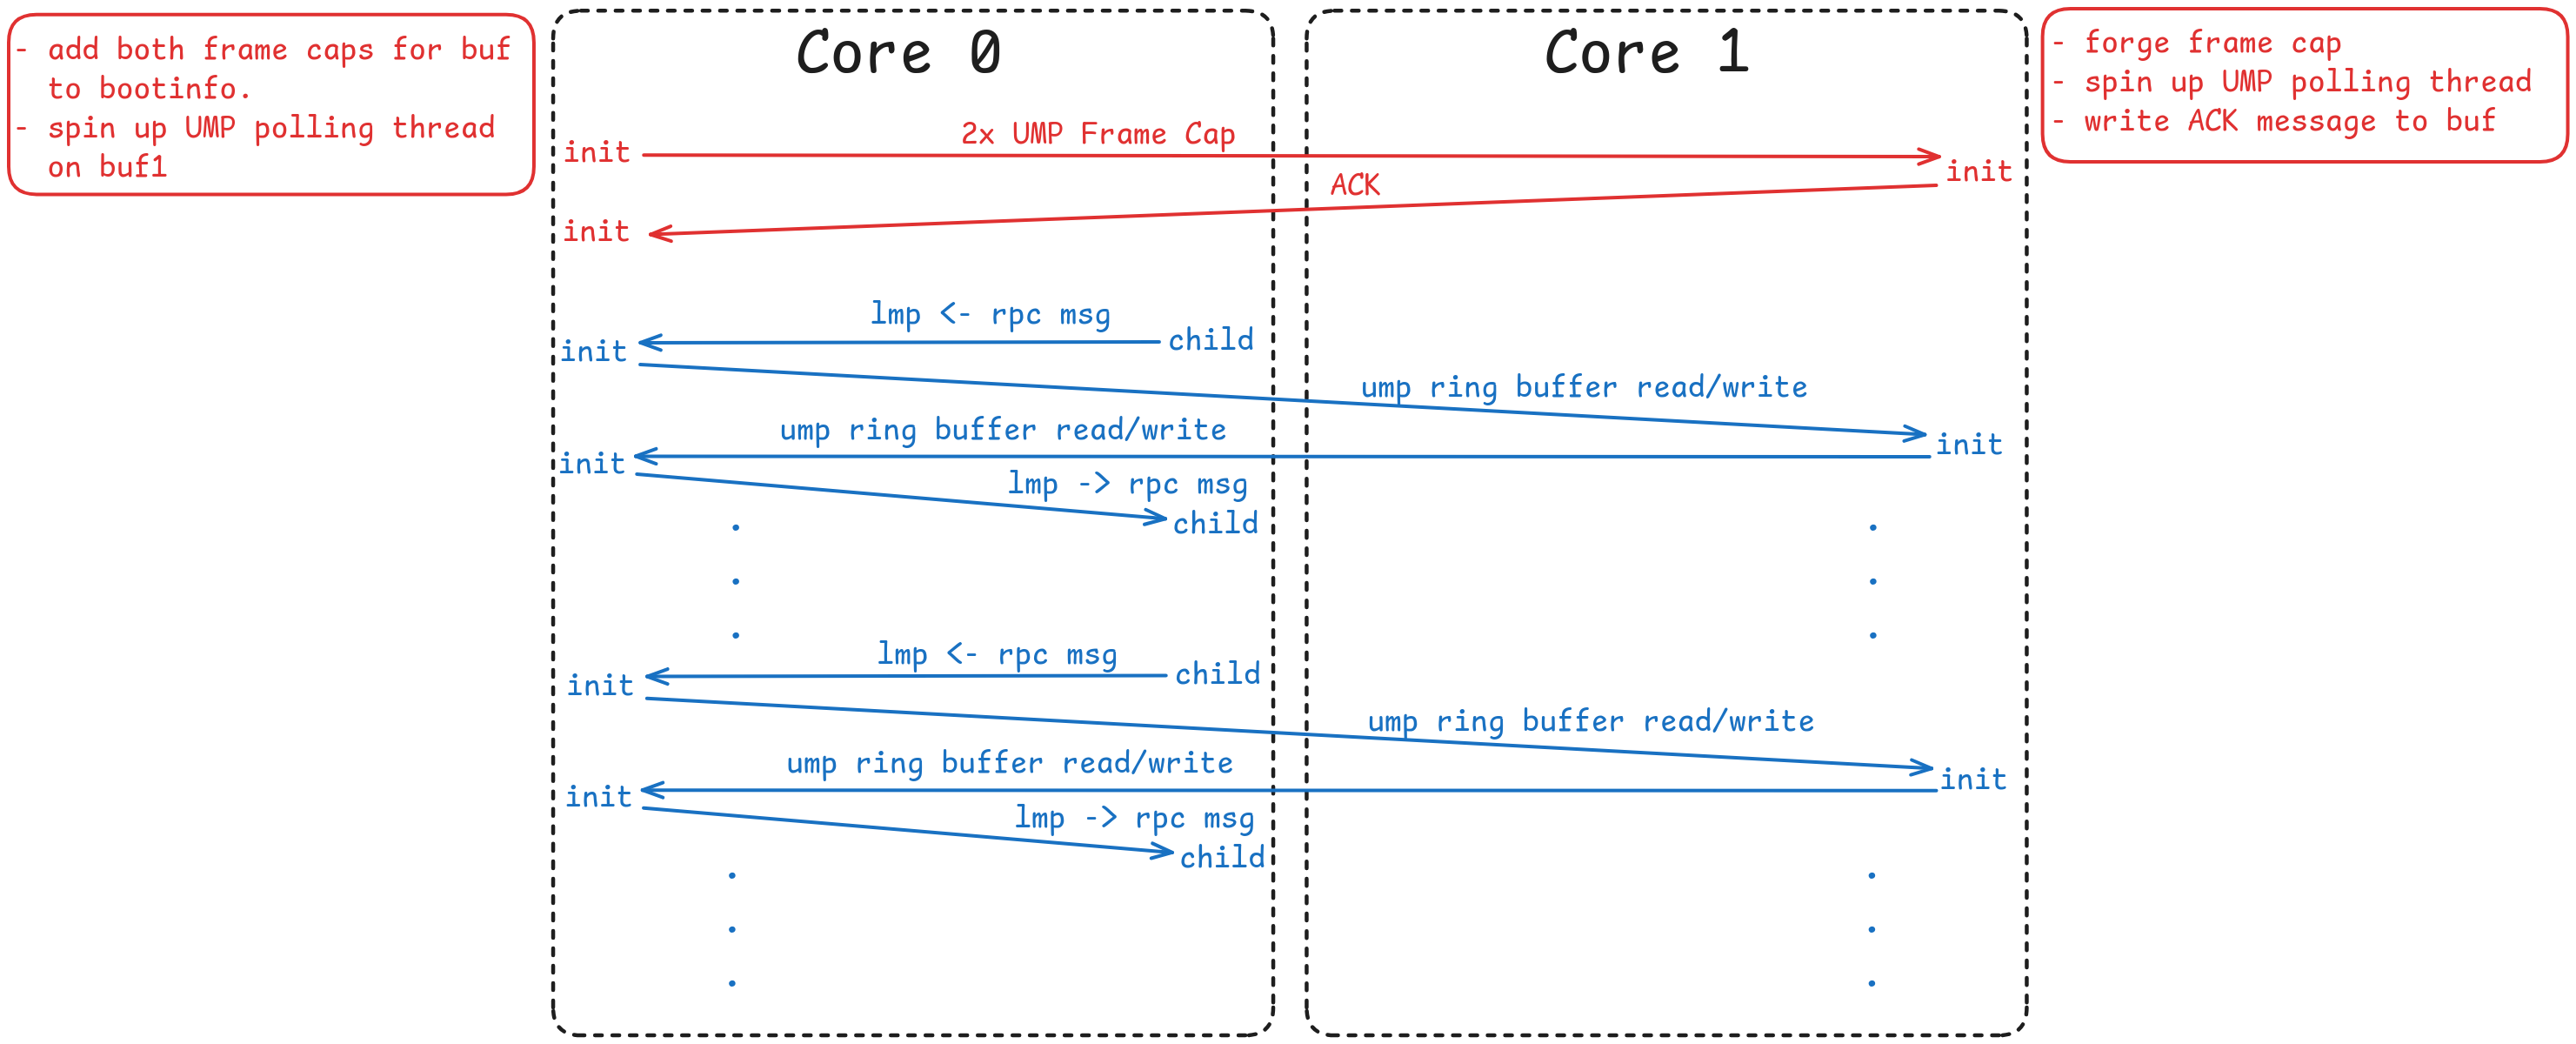 - add both frame caps for buf
to bootinfo.
- spin up UMP polling thread
on buf1
Core 0
Core 1
- forge frame cap
- spin up UMP polling thread
- write ACK message to buf
2x UMP Frame Cap
init
init
ACK
init
lmp <- rpc msg
init
child
ump ring buffer read/write
ump ring buffer read/write
init
init
lmp -> rpc msg
child
lmp <- rpc msg
init
child
ump ring buffer read/write
ump ring buffer read/write
init
init
lmp -> rpc msg
child